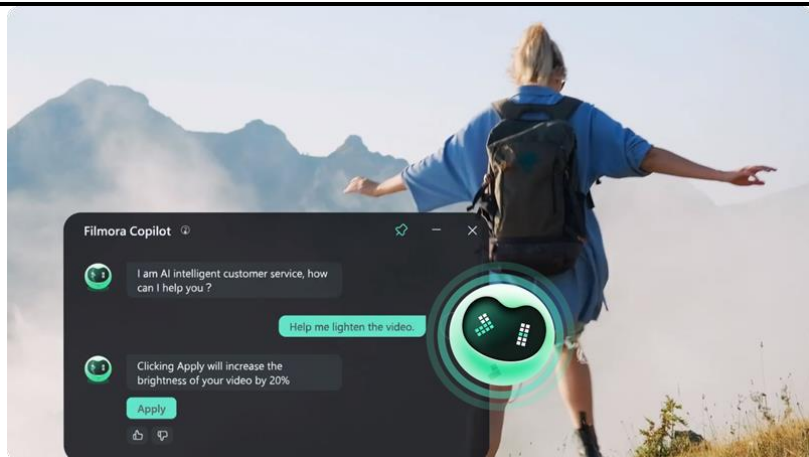 Filmora Copilot
I am AI intelligent customer service, how
can I help you ?
Help me lighten the video.
Clicking Apply will increase the
brightness of your video by 20%
Apply